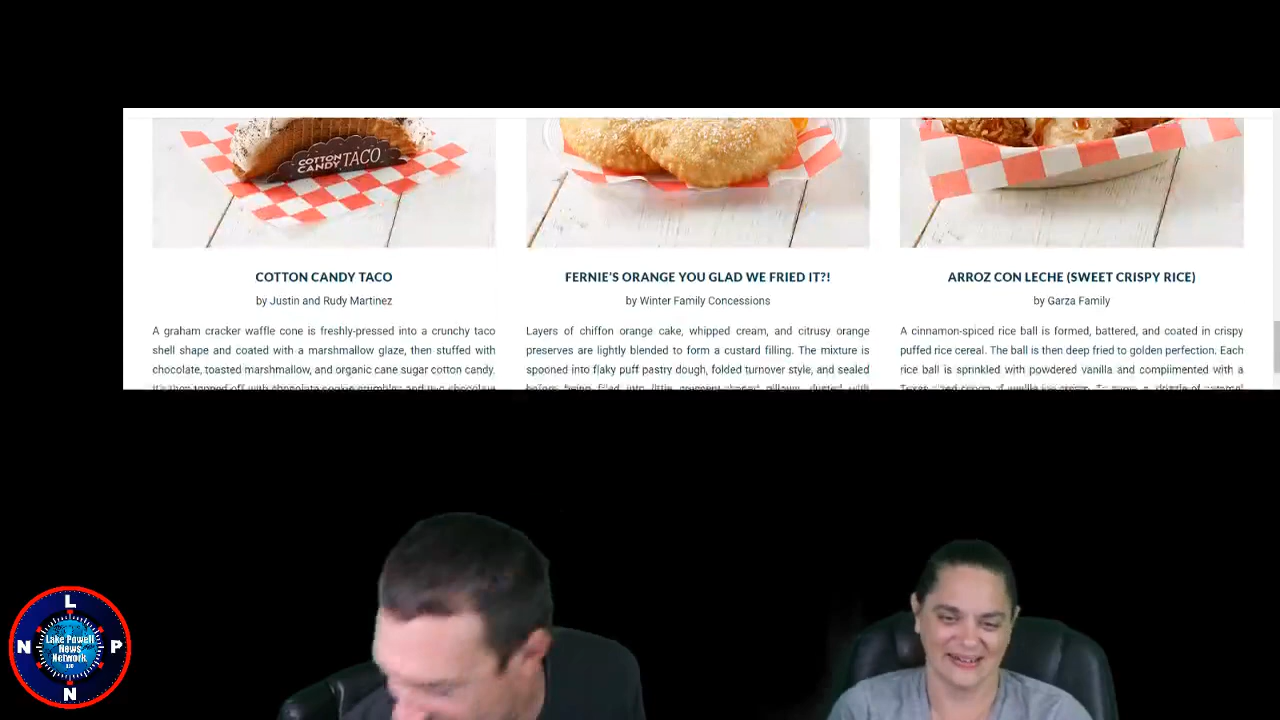 COTTON
CANDY TACO
COTTON CANDY TACO
by Justin and Rudy Martinez
A graham cracker waffle cone is freshly-pressed into a crunchy taco
shell shape and coated with a marshmallow glaze, then stuffed with
chocolate, toasted marshmallow, and organic cane sugar cotton candy.
FERNIE'S ORANGE YOU GLAD WE FRIED IT?!
by Winter Family Concessions
Layers of chiffon orange cake, whipped cream, and citrusy orange
preserves are lightly blended to form a custard filling. The mixture is
spooned into flaky puff pastry dough, folded turnover style, and sealed
ARROZ CON LECHE (SWEET CRISPY RICE)
by Garza Family
A cinnamon-spiced rice ball is formed, battered, and coated in crispy
puffed rice cereal. The ball is then deep fried to golden perfection. Each
rice ball is sprinkled with powdered vanilla and complimented with a
L
N P
N
Lake Powell
News
Network